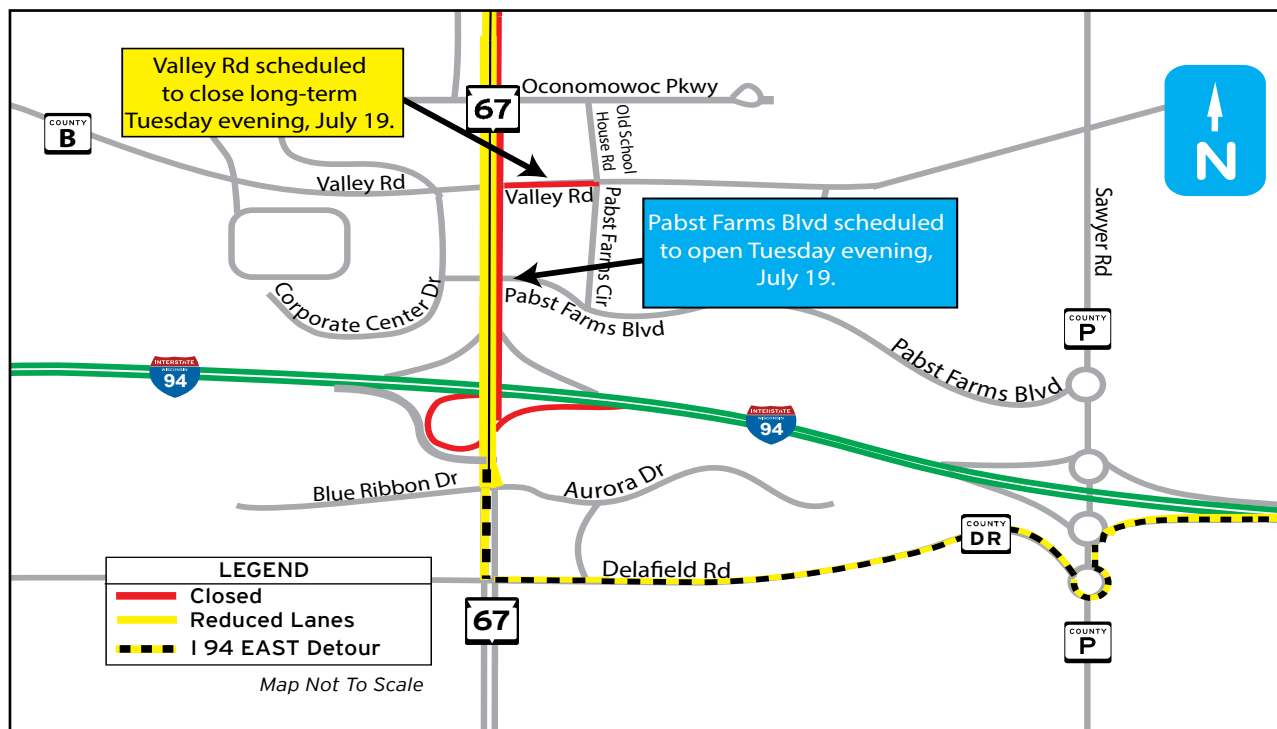 Valley Rd scheduled
to close long-term
Tuesday evening, July 19.
67
Oconomowoc Pkwy
N
COUNTY
B
Old School
House Rd
Valley Rd
Valley Rd
Pabst Farms Cir
Pabst Farms Blvd scheduled
to open Tuesday evening,
July 19.
Sawyer Rd
Corporate Center Dr
Pabst Farms Blvd
COUNTY
P
INTERSTATE
WISCONSIN
94
Pabst Farms Blvd
INTERSTATE
WISCONSIN
94
Blue Ribbon Dr
Aurora Dr
COUNTY
DR
Delafield Rd
LEGEND
Closed
Reduced Lanes
I 94 EAST Detour
Map Not To Scale
67
COUNTY
P